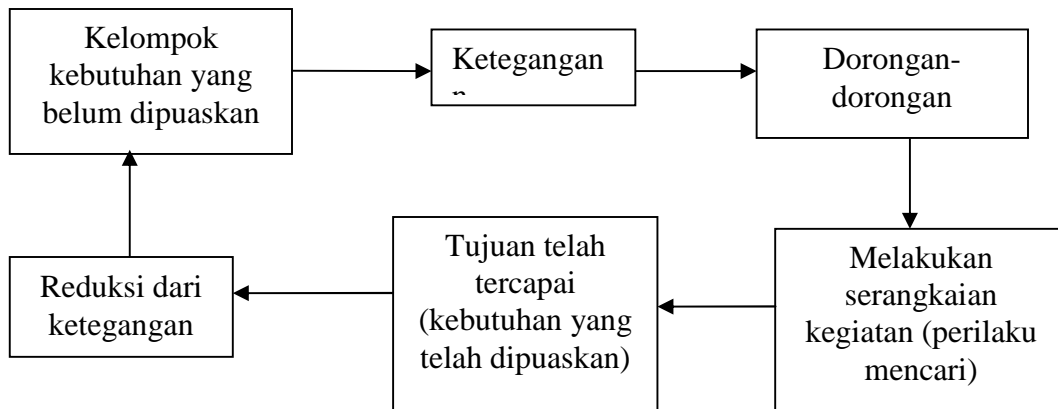 Kelompok
kebutuhan yang
belum dipuaskan
Ketegangan
Dorongan-
dorongan
Melakukan
serangkaian
kegiatan (perilaku
mencari)
Tujuan telah
tercapai
(kebutuhan yang
telah dipuaskan)
Reduksi dari
ketegangan